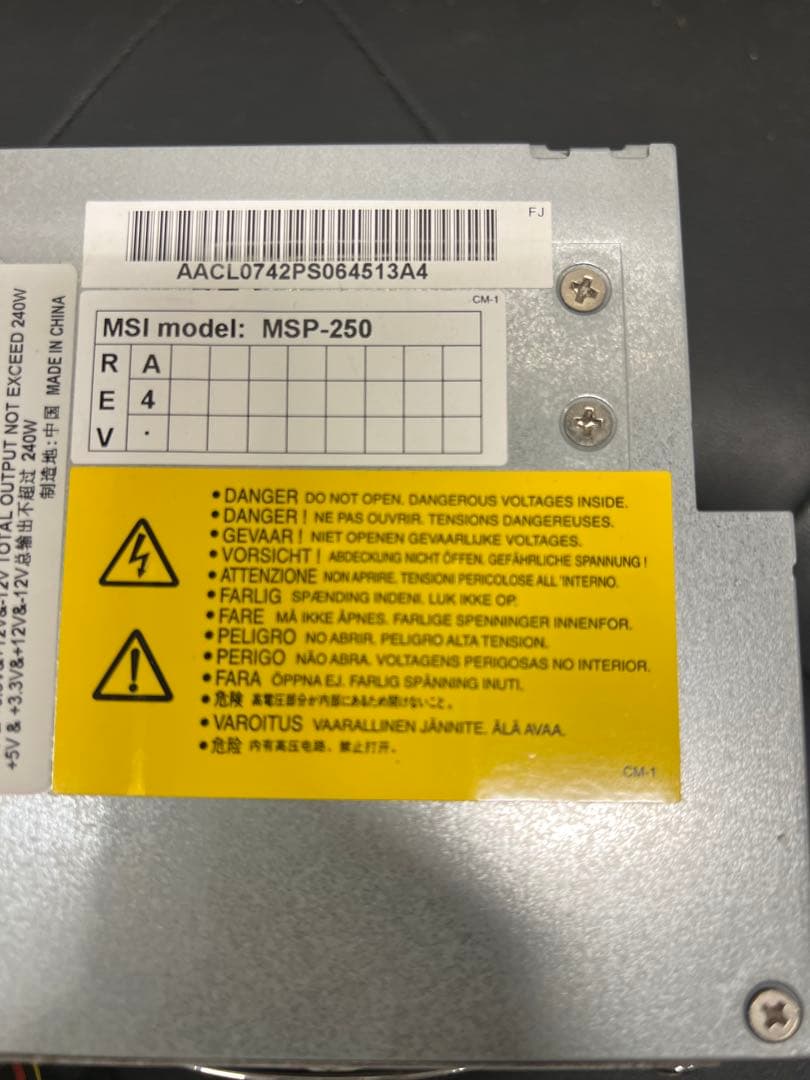 FJ
AACL0742PS064513A4
CM-1
MSI model: MSP-250
R A
E 4
V .
• DANGER DO NOT OPEN. DANGEROUS VOLTAGES INSIDE.
• DANGER ! NE PAS OUVRIR. TENSIONS DANGEREUSES.
• GEVAAR ! NIET OPENEN GEVAARLIJKE VOLTAGES.
• VORSICHT ! ABDECKUNG NICHT ÖFFEN. GEFÄHRLICHE SPANNUNG !
• ATTENZIONE NON APRIRE. TENSIONI PERICOLOSE ALL 'INTERNO.
• FARLIG SPÆNDING INDENI. LUK IKKE OP.
• FARE MÅ IKKE ÅPNES. FARLIGE SPENNINGER INNENFOR.
• PELIGRO NO ABRIR. PELIGRO ALTA TENSION.
• PERIGO NÃO ABRA. VOLTAGENS PERIGOSAS NO INTERIOR.
• FARA ÖPPNA EJ. FARLIG SPÄNNING INUTI.
• 危険 高電圧部分が内部にあるため開けないこと。
• VAROITUS VAARALLINEN JÄNNITE. ÄLÄ AVAA.
• 危险 内有高压电路，禁止打开。
CM-1
+12V&-12V TOTAL OUTPUT NOT EXCEED 240W
+5V & +3.3V&+12V&-12V总输出不超过 240W
制造地:中国 MADE IN CHINA